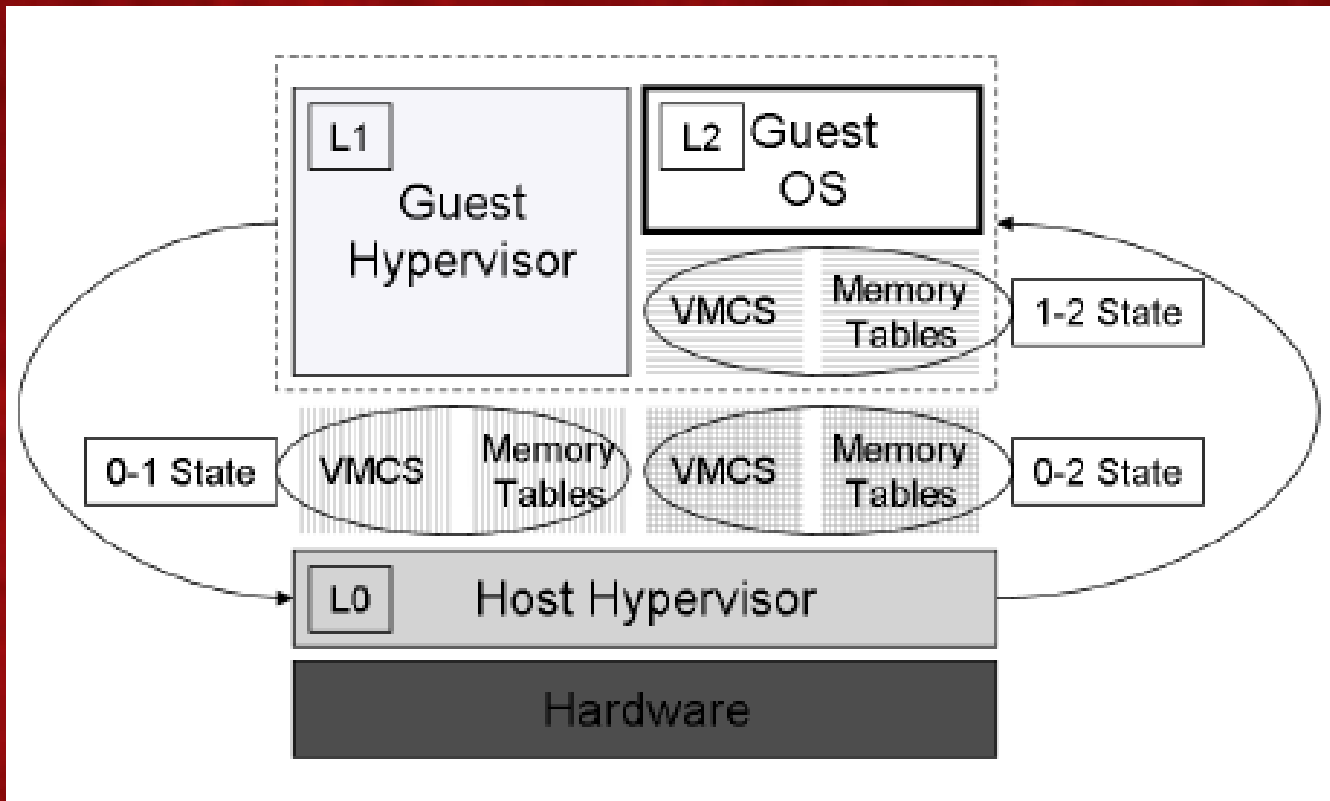 L1
Guest
Hypervisor
L2
Guest
OS
VMCS
Memory
Tables
1-2 State
0-1 State
VMCS
Memory
Tables
VMCS
Memory
Tables
0-2 State
L0
Host Hypervisor
Hardware